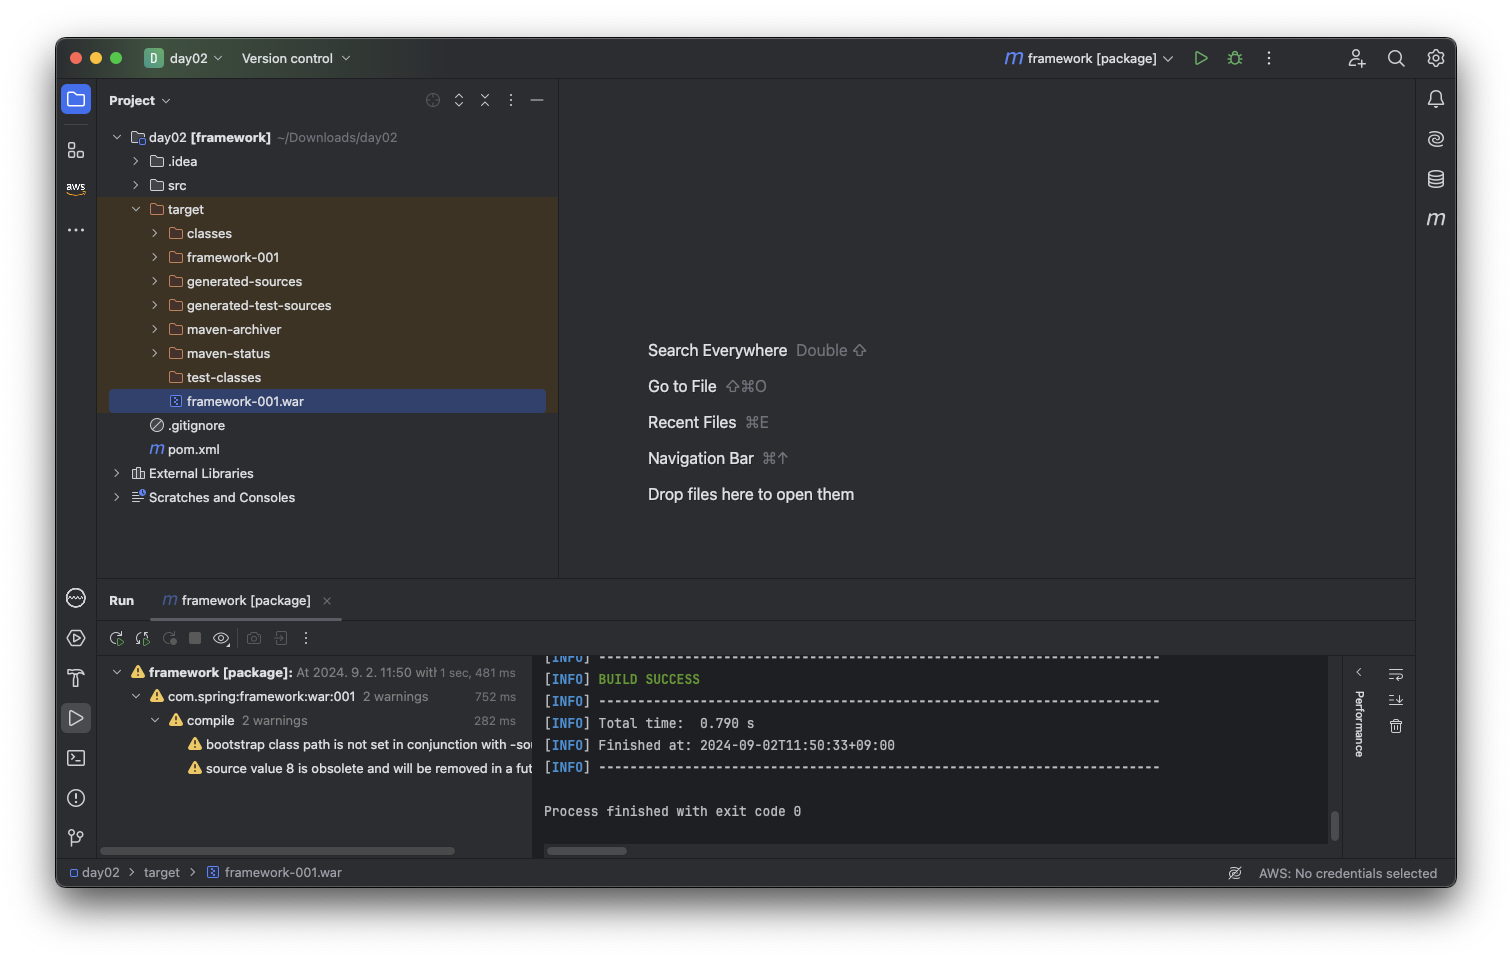 D day02 Version control m framework [package]
Project
day02 [framework] ~/Downloads/day02
.idea
src
aws
target
classes
framework-001
generated-sources
generated-test-sources
maven-archiver
maven-status
test-classes
framework-001.war
.gitignore
m pom.xml
External Libraries
Scratches and Consoles
Search Everywhere Double ⇧
Go to File ⇧⌘O
Recent Files ⌘E
Navigation Bar ⌘↑
Drop files here to open them
m
Run m framework [package]
framework [package]: At 2024. 9. 2. 11:50 with 1 sec, 481 ms
com.spring:framework:war:001 2 warnings 752 ms
compile 2 warnings 282 ms
bootstrap class path is not set in conjunction with -sou
source value 8 is obsolete and will be removed in a fut
[INFO] ------------------------------------------------------------------------
[INFO] BUILD SUCCESS
[INFO] ------------------------------------------------------------------------
[INFO] Total time:  0.790 s
[INFO] Finished at: 2024-09-02T11:50:33+09:00
[INFO] ------------------------------------------------------------------------
Process finished with exit code 0
Performance
day02 > target > framework-001.war
AWS: No credentials selected